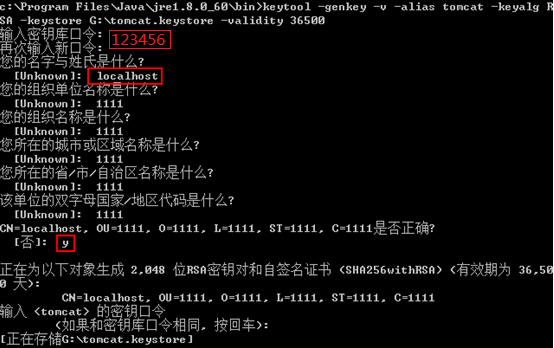 c:\Program Files\Java\jre1.8.0_60\bin>keytool -genkey -v -alias tomcat -keyalg R
SA -keystore G:\tomcat.keystore -validity 36500
输入密钥库口令: 123456
再次输入新口令:
您的名字与姓氏是什么?
[Unknown]: localhost
您的组织单位名称是什么?
[Unknown]: 1111
您的组织名称是什么?
[Unknown]: 1111
您所在的城市或区域名称是什么?
[Unknown]: 1111
您所在的省/市/自治区名称是什么?
[Unknown]: 1111
该单位的双字母国家/地区代码是什么?
[Unknown]: 1111
CN=localhost, OU=1111, O=1111, L=1111, ST=1111, C=1111是否正确?
[否]: y
正在为以下对象生成 2,048 位RSA密钥对和自签名证书 (SHA256withRSA) (有效期为 36,50
0 天):
CN=localhost, OU=1111, O=1111, L=1111, ST=1111, C=1111
输入 <tomcat> 的密钥口令
(如果和密钥库口令相同, 按回车):
[正在存储G:\tomcat.keystore]